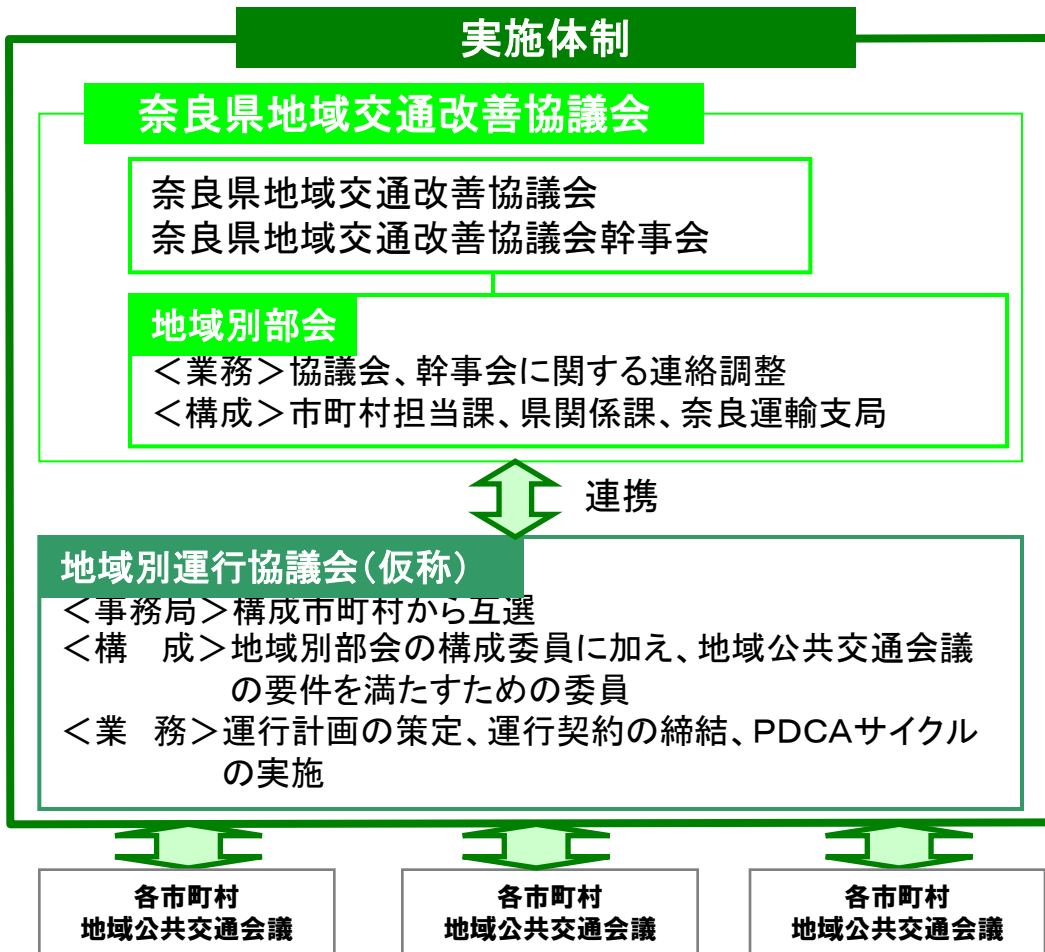 実施体制
奈良県地域交通改善協議会
奈良県地域交通改善協議会
奈良県地域交通改善協議会幹事会
地域別部会
＜業務＞協議会、幹事会に関する連絡調整
＜構成＞市町村担当課、県関係課、奈良運輸支局
連携
地域別運行協議会(仮称)
＜事務局＞構成市町村から互選
＜構　成＞地域別部会の構成委員に加え、地域公共交通会議
の要件を満たすための委員
＜業　務＞運行計画の策定、運行契約の締結、PDCAサイクル
の実施
各市町村
地域公共交通会議
各市町村
地域公共交通会議
各市町村
地域公共交通会議